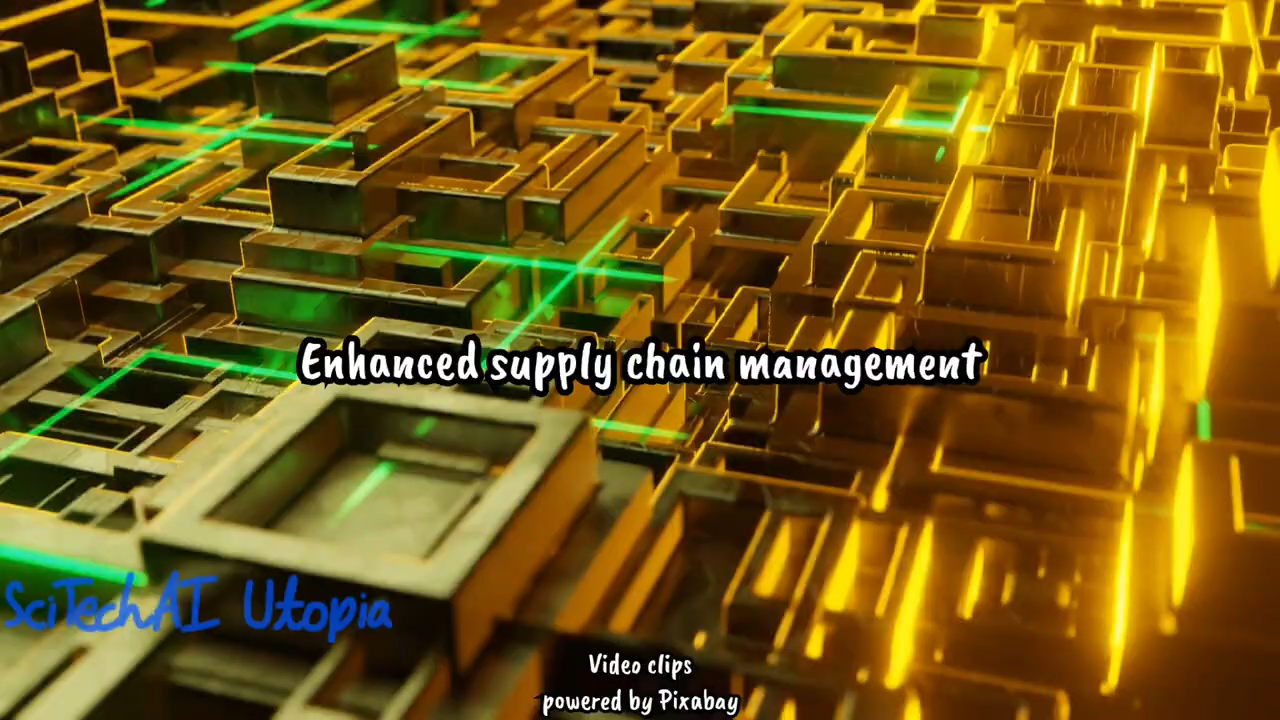 Enhanced supply chain management
SciTechAI Utopia
Video clips
powered by Pixabay